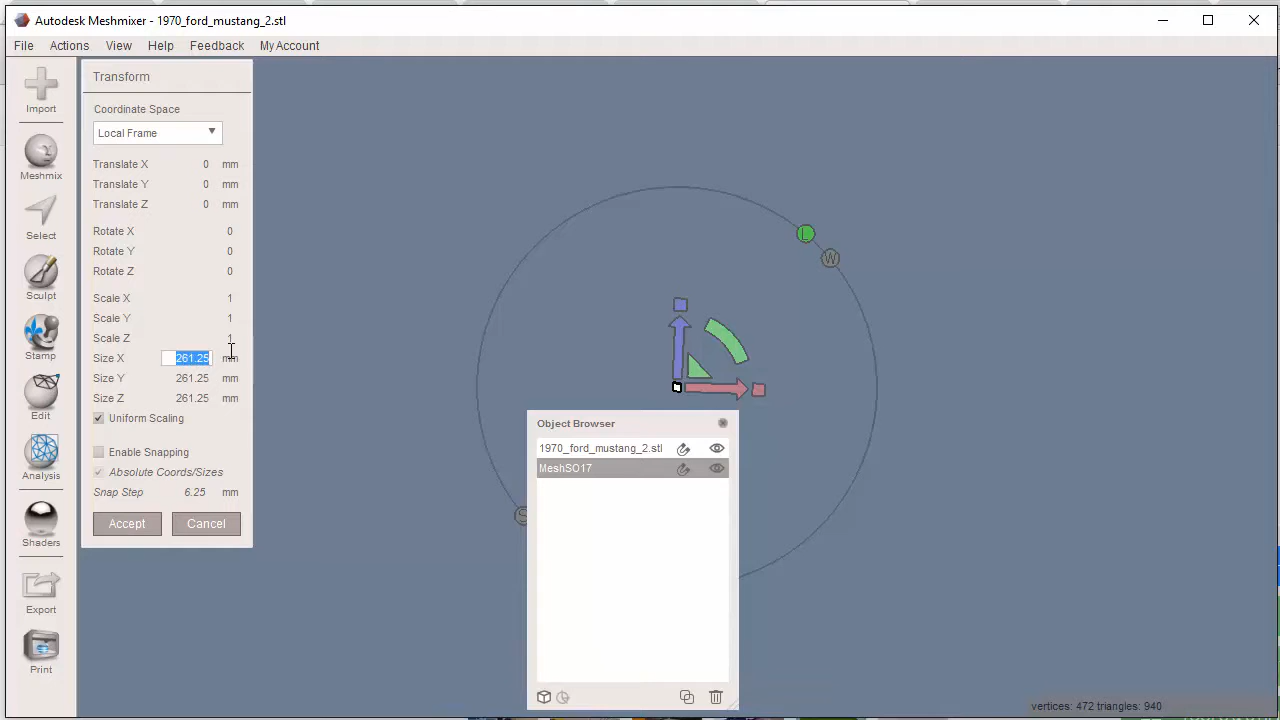 Autodesk Meshmixer - 1970_ford_mustang_2.stl
File Actions View Help Feedback My Account
Import
Meshmix
Select
Sculpt
Stamp
Edit
Analysis
Shaders
Export
Print
Transform
Coordinate Space
Local Frame
Translate X 0 mm
Translate Y 0 mm
Translate Z 0 mm
Rotate X 0
Rotate Y 0
Rotate Z 0
Scale X 1
Scale Y 1
Scale Z 1
Size X 261.25 mm
Size Y 261.25 mm
Size Z 261.25 mm
Uniform Scaling
Enable Snapping
Absolute Coords/Sizes
Snap Step 6.25 mm
Accept Cancel
L
W
S
Object Browser
1970_ford_mustang_2.stl
MeshSO17
vertices: 472 triangles: 940